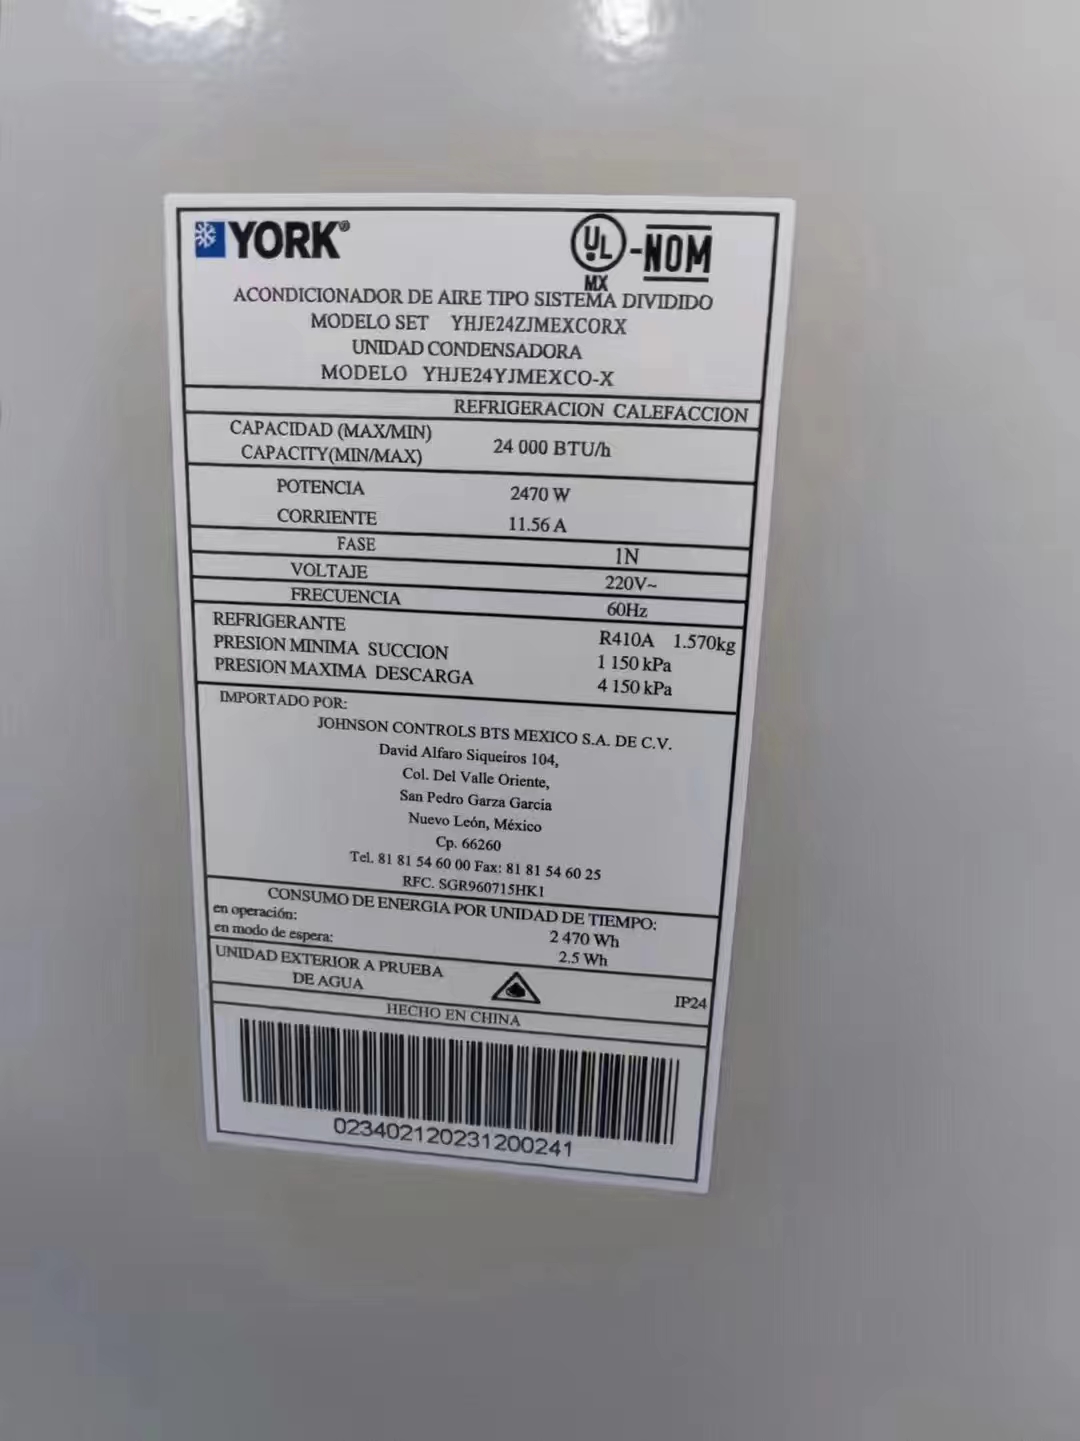 YORK®
UL MX -NOM
ACONDICIONADOR DE AIRE TIPO SISTEMA DIVIDIDO
MODELO SET YHJE24ZJMEXCORX
UNIDAD CONDENSADORA
MODELO YHJE24YJMEXCO-X
REFRIGERACION CALEFACCION
CAPACIDAD (MAX/MIN)
CAPACITY(MIN/MAX) 24 000 BTU/h
POTENCIA 2470 W
CORRIENTE 11.56 A
FASE 1N
VOLTAJE 220V~
FRECUENCIA 60Hz
REFRIGERANTE R410A 1.570kg
PRESION MINIMA SUCCION 1 150 kPa
PRESION MAXIMA DESCARGA 4 150 kPa
IMPORTADO POR:
JOHNSON CONTROLS BTS MEXICO S.A. DE C.V.
David Alfaro Siqueiros 104,
Col. Del Valle Oriente,
San Pedro Garza Garcia
Nuevo León, México
Cp. 66260
Tel. 81 81 54 60 00 Fax: 81 81 54 60 25
RFC. SGR960715HK1
CONSUMO DE ENERGIA POR UNIDAD DE TIEMPO:
en operación: 2 470 Wh
en modo de espera: 2.5 Wh
UNIDAD EXTERIOR A PRUEBA
DE AGUA IP24
HECHO EN CHINA
023402120231200241